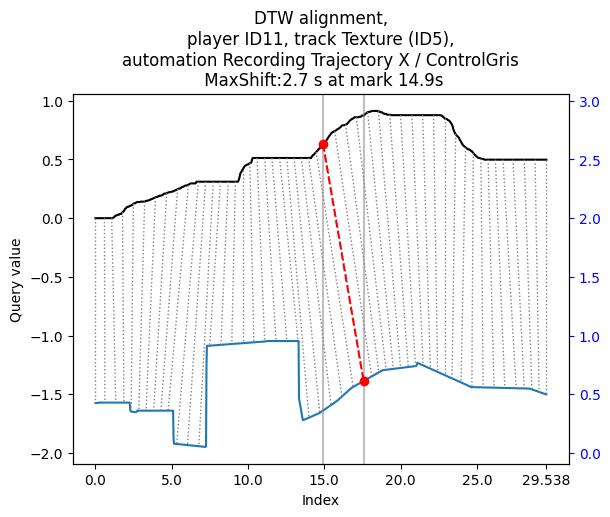 DTW alignment,
player ID11, track Texture (ID5),
automation Recording Trajectory X / ControlGris
MaxShift:2.7 s at mark 14.9s
1.0
0.5
0.0
−0.5
−1.0
−1.5
−2.0
Query value
3.0
2.5
2.0
1.5
1.0
0.5
0.0
0.0 5.0 10.0 15.0 20.0 25.0 29.538
Index